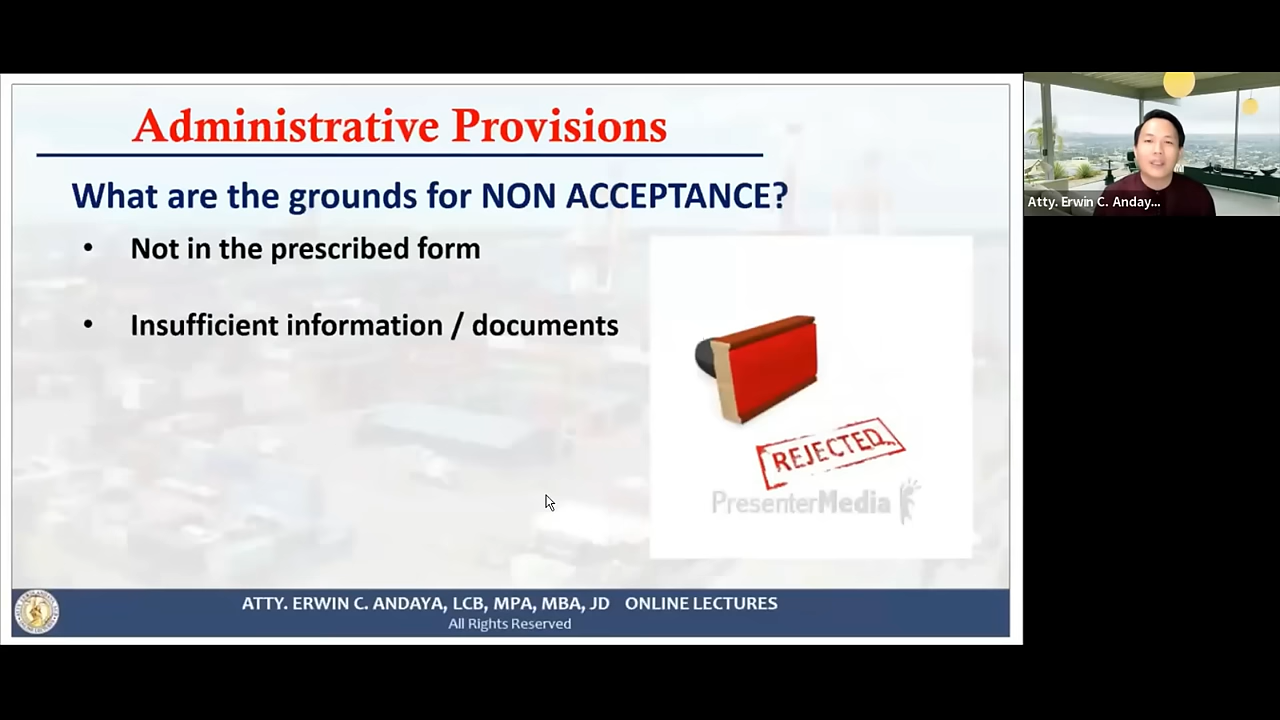 Administrative Provisions
What are the grounds for NON ACCEPTANCE?
• Not in the prescribed form
• Insufficient information / documents
REJECTED
PresenterMedia
ATTY. ERWIN C. ANDAYA, LCB, MPA, MBA, JD ONLINE LECTURES
All Rights Reserved
Atty. Erwin C. Anday...